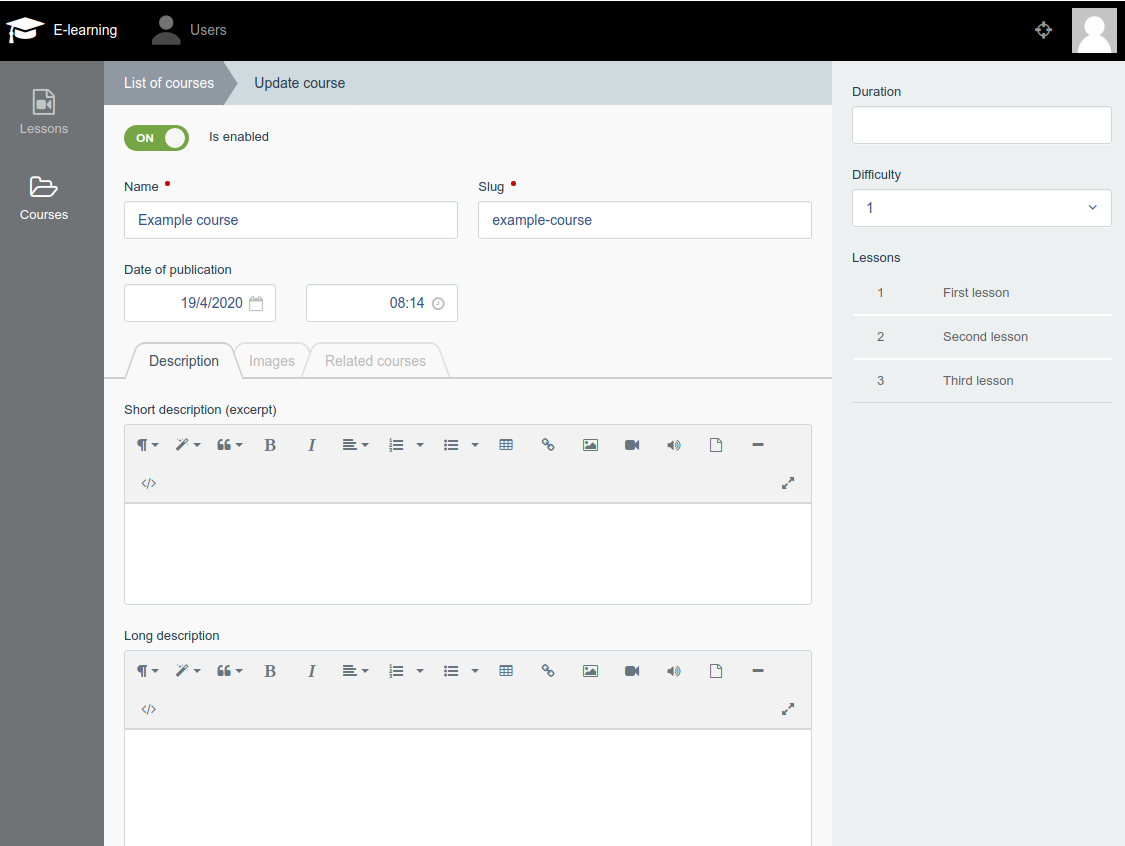 E-learning
Users
Lessons
Courses
List of courses
Update course
ON
Is enabled
Name
Slug
Example course
example-course
Date of publication
19/4/2020
08:14
Description
Images
Related courses
Short description (excerpt)
Long description
Duration
Difficulty
1
Lessons
1 First lesson
2 Second lesson
3 Third lesson